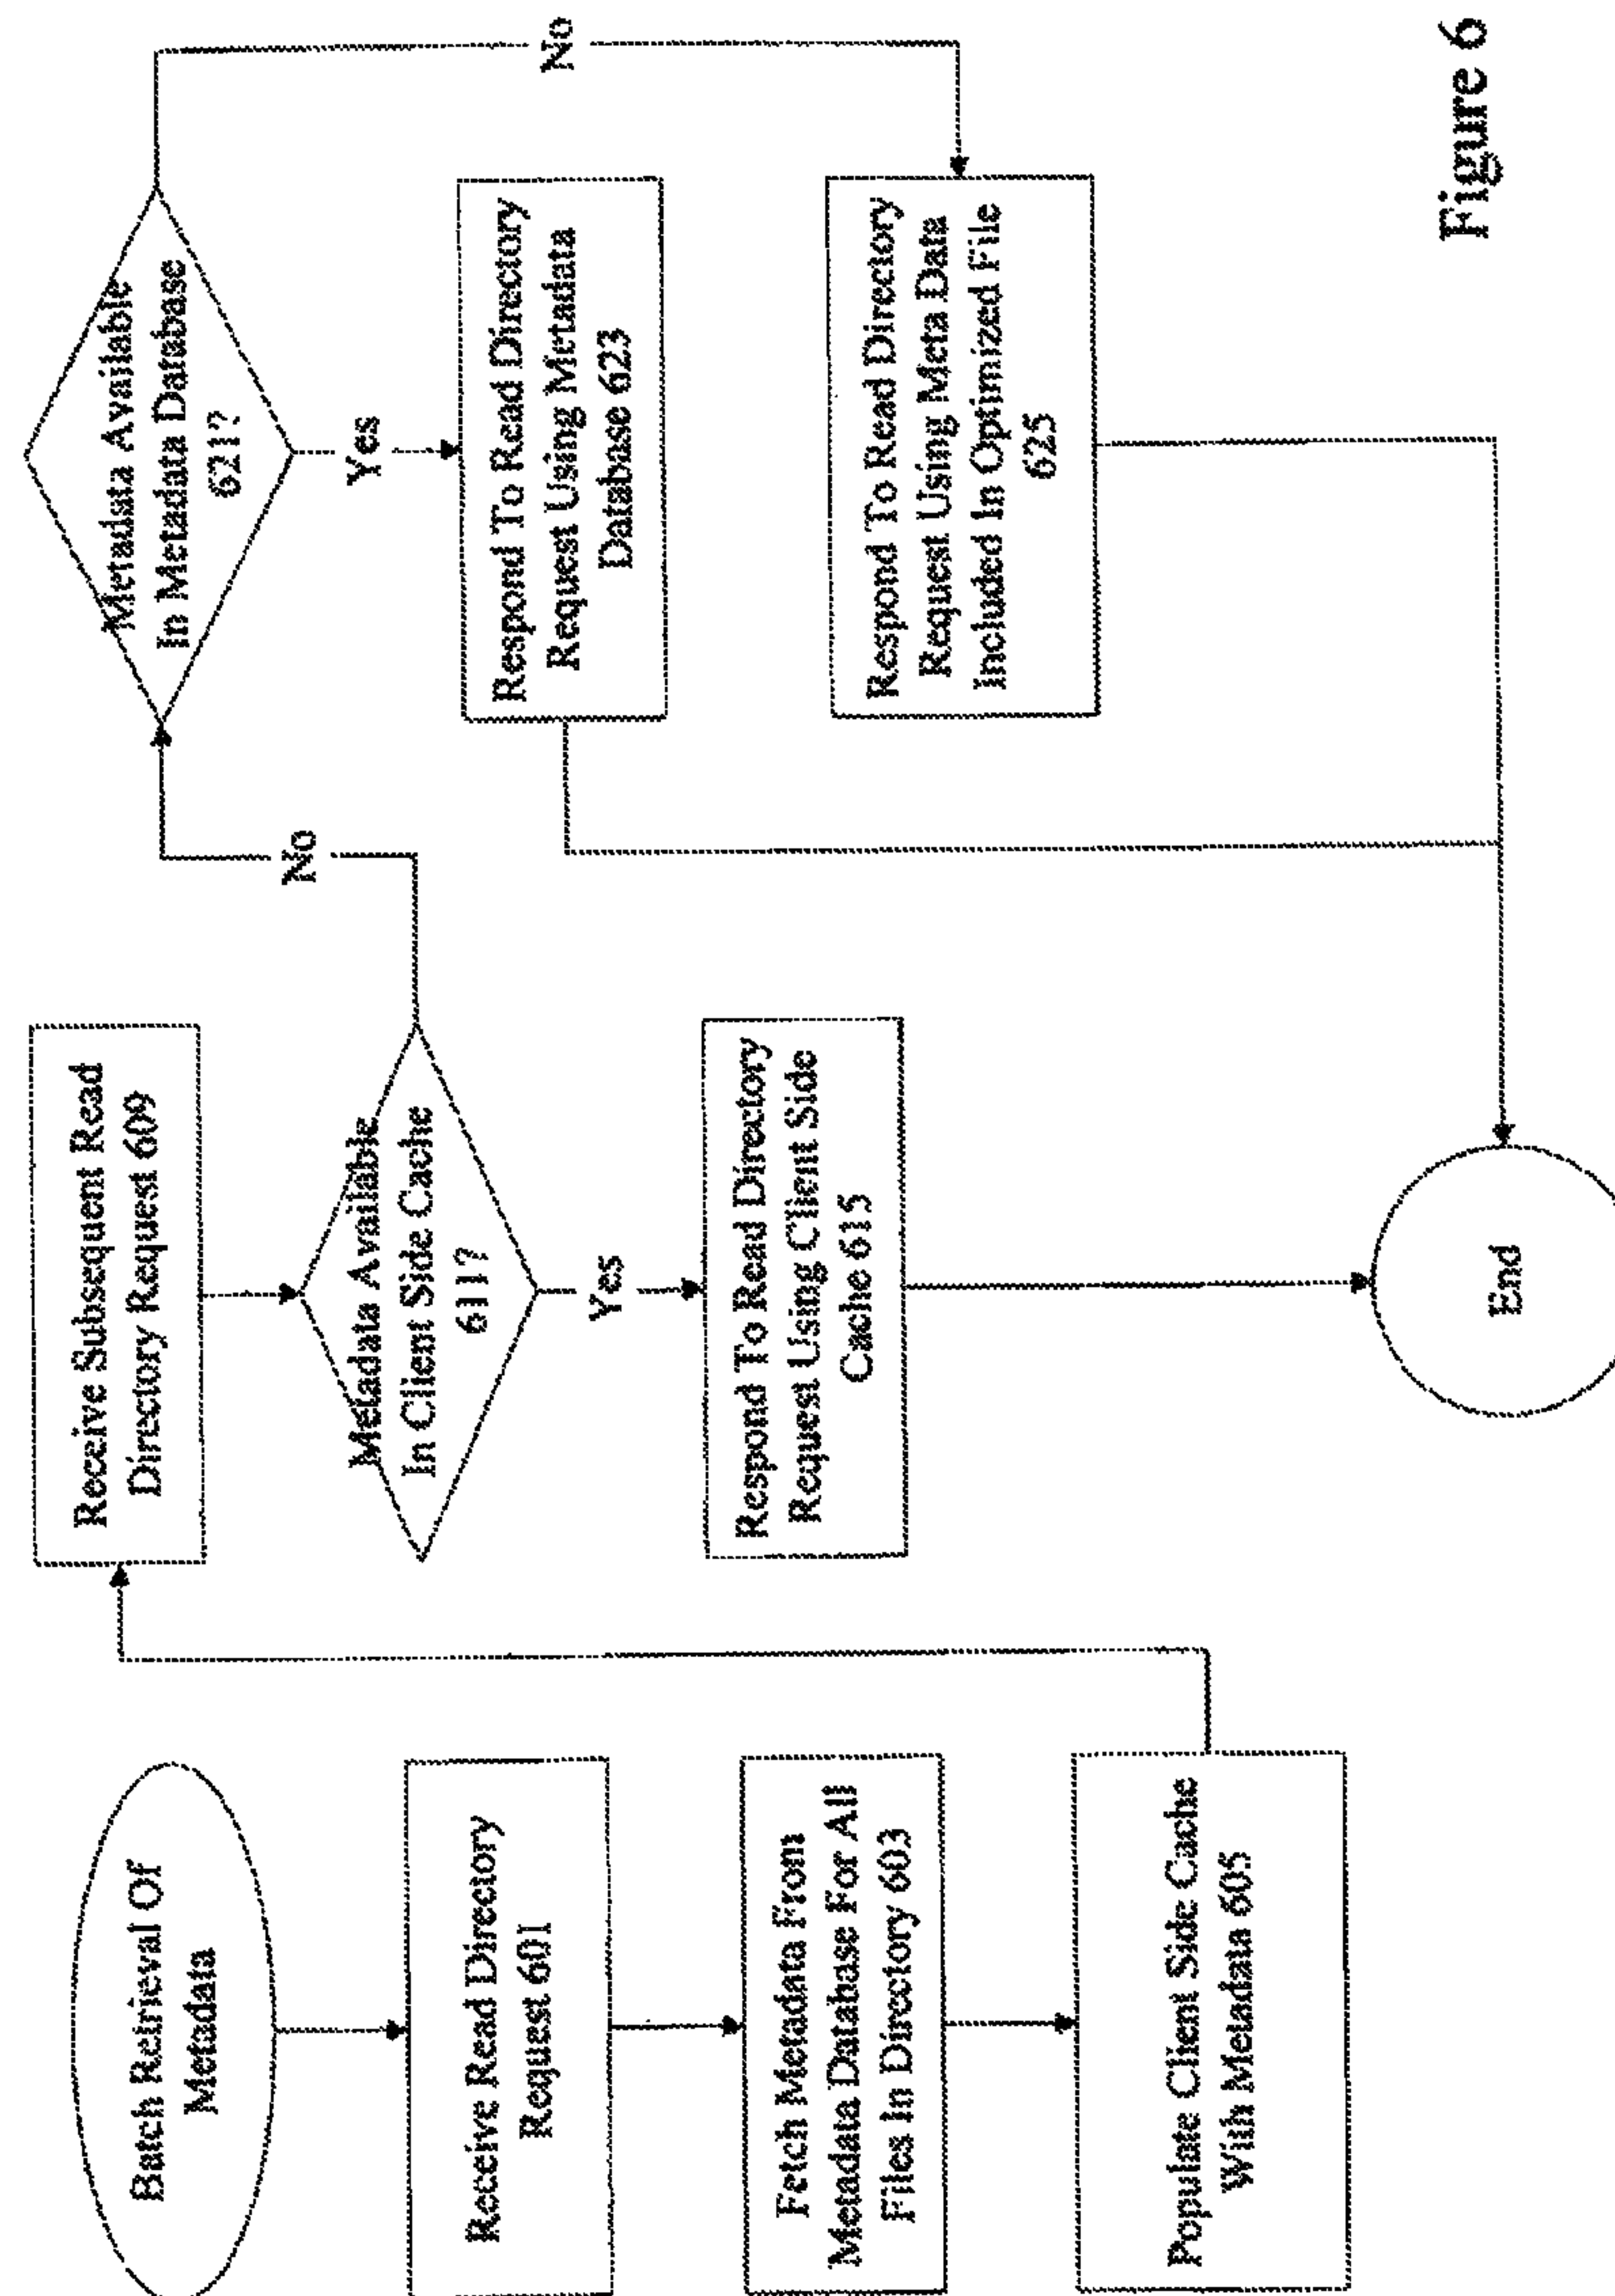 Batch Retrieval Of
Metadata
Receive Read Directory
Request 601
Fetch Metadata From
Metadata Database For All
Files In Directory 603
Populate Client Side Cache
With Metadata 605
Receive Subsequent Read
Directory Request 609
Metadata Available
In Client Side Cache
611?
No
Yes
Respond To Read Directory
Request Using Client Side
Cache 615
End
Metadata Available
In Metadata Database
621?
No
Yes
Respond To Read Directory
Request Using Metadata
Database 623
Respond To Read Directory
Request Using Meta Data
Included In Optimized File
625
Figure 6